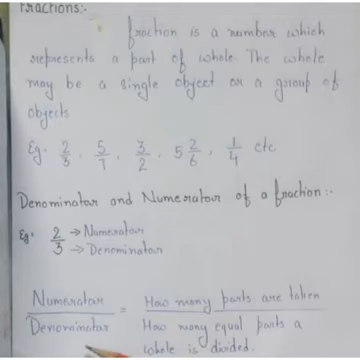 Fractions:-
fraction is a number which
represents a part of whole. The whole
may be a single object or a group of
objects
Eg. 2/3, 5/7, 3/2, 5 2/6, 1/4 etc
Denominator and Numerator of a fraction:-
Eg:- 2 → Numerator
3 → Denominator
Numerator = How many parts are taken
Denominator How many equal parts a
whole is divided.